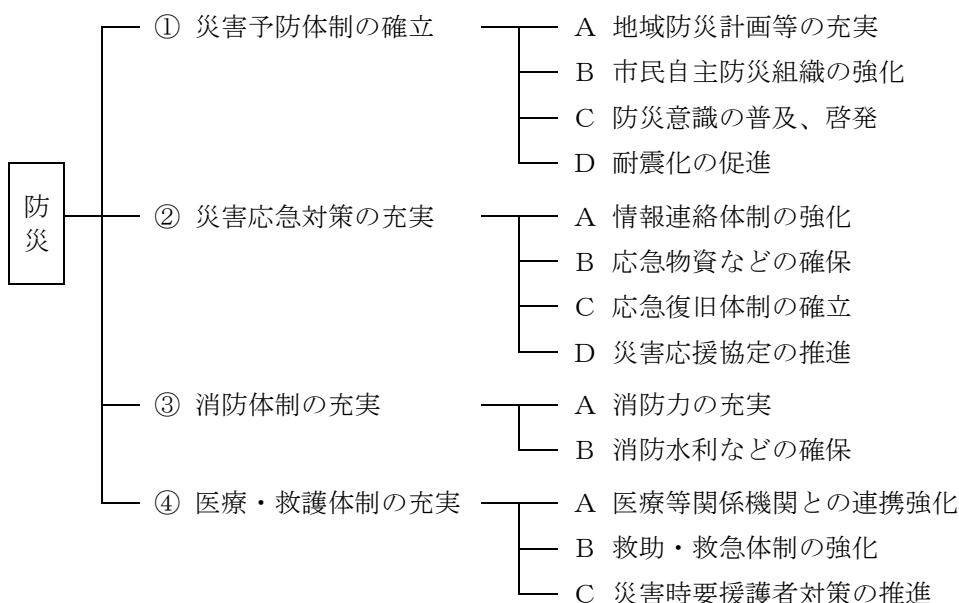 防災
① 災害予防体制の確立
A 地域防災計画等の充実
B 市民自主防災組織の強化
C 防災意識の普及、啓発
D 耐震化の促進
② 災害応急対策の充実
A 情報連絡体制の強化
B 応急物資などの確保
C 応急復旧体制の確立
D 災害応援協定の推進
③ 消防体制の充実
A 消防力の充実
B 消防水利などの確保
④ 医療・救護体制の充実
A 医療等関係機関との連携強化
B 救助・救急体制の強化
C 災害時要援護者対策の推進